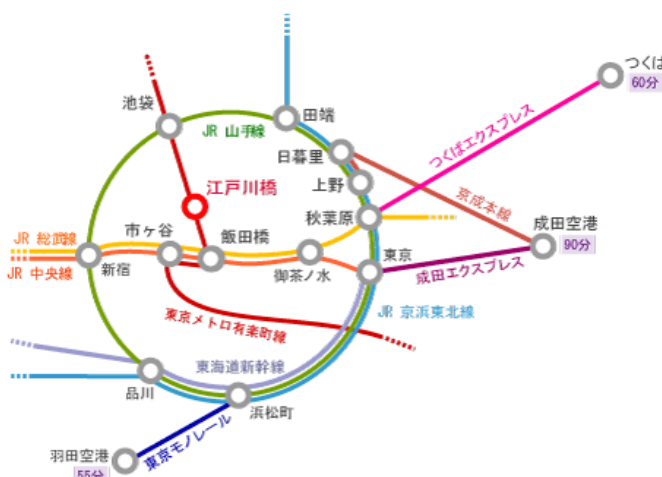 つくば
60分
池袋
JR 山手線
田端
つくばエクスプレス
日暮里
上野
江戸川橋
京成本線
秋葉原
市ヶ谷
飯田橋
成田空港
90分
JR 総武線
JR 中央線
新宿
御茶ノ水
東京
成田エクスプレス
JR 京浜東北線
東京メトロ有楽町線
東海道新幹線
品川
浜松町
東京モノレール
羽田空港
55分